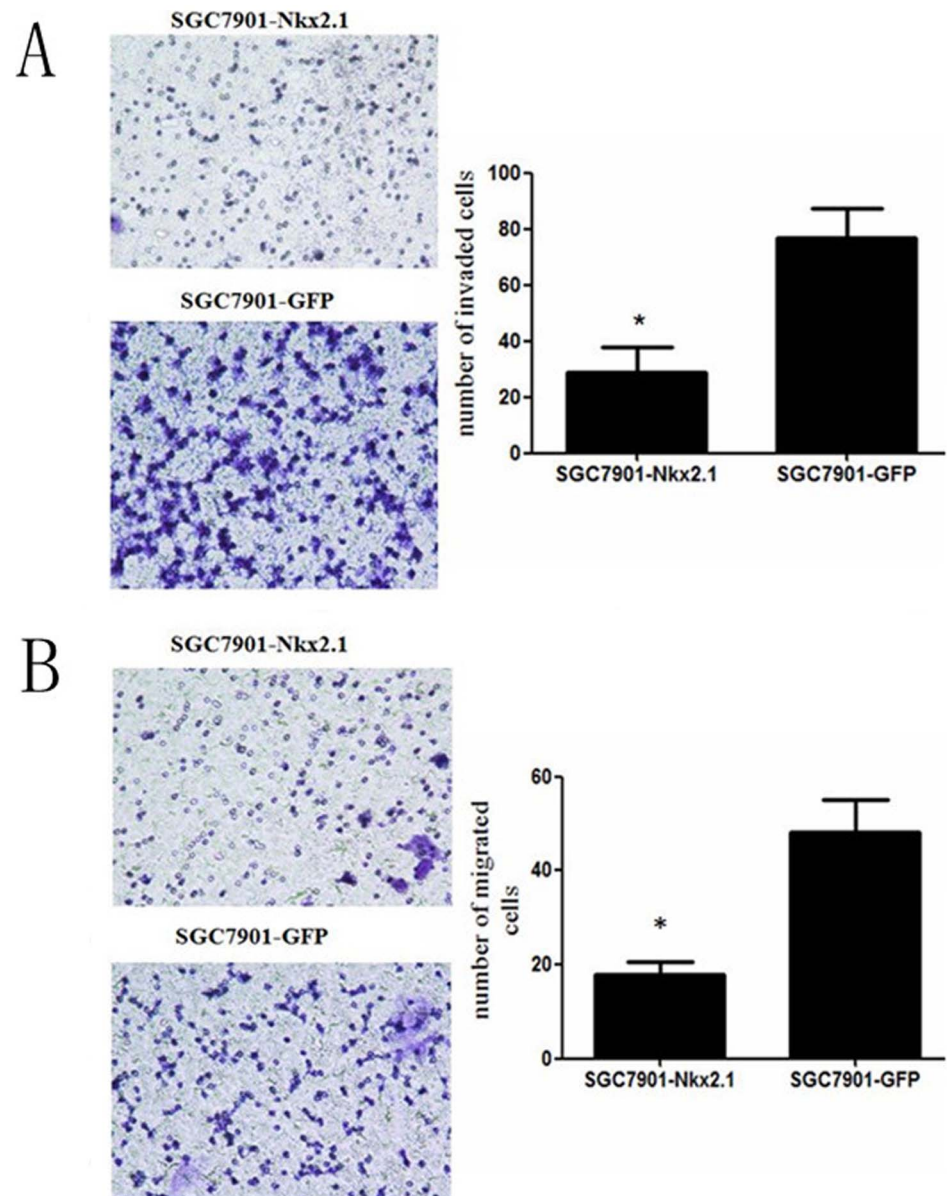 A
SGC7901-Nkx2.1
SGC7901-GFP
number of invaded cells
100
80
60
40
20
0
*
SGC7901-Nkx2.1
SGC7901-GFP
B
SGC7901-Nkx2.1
SGC7901-GFP
number of migrated
cells
60
40
20
0
*
SGC7901-Nkx2.1
SGC7901-GFP